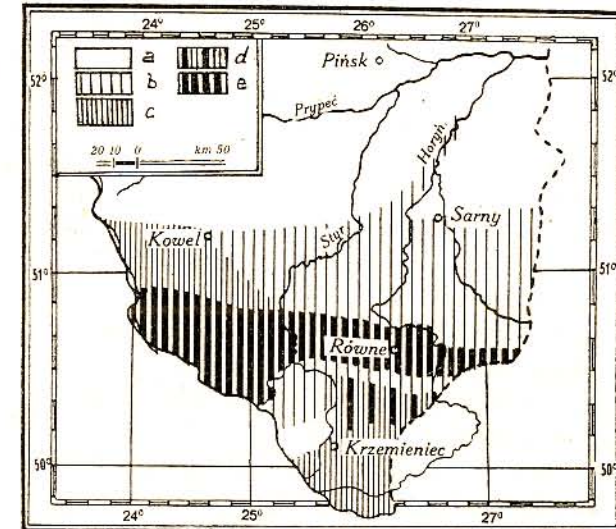 24° 25° 26° 27°
a d
b e
c
20 10 0 km 50
52° 52°
Pińsk
Prypeć
Horyń
Sarny
Kowel
Styr
51° 51°
Równe
Krzemieniec
50° 50°
24° 25° 27°